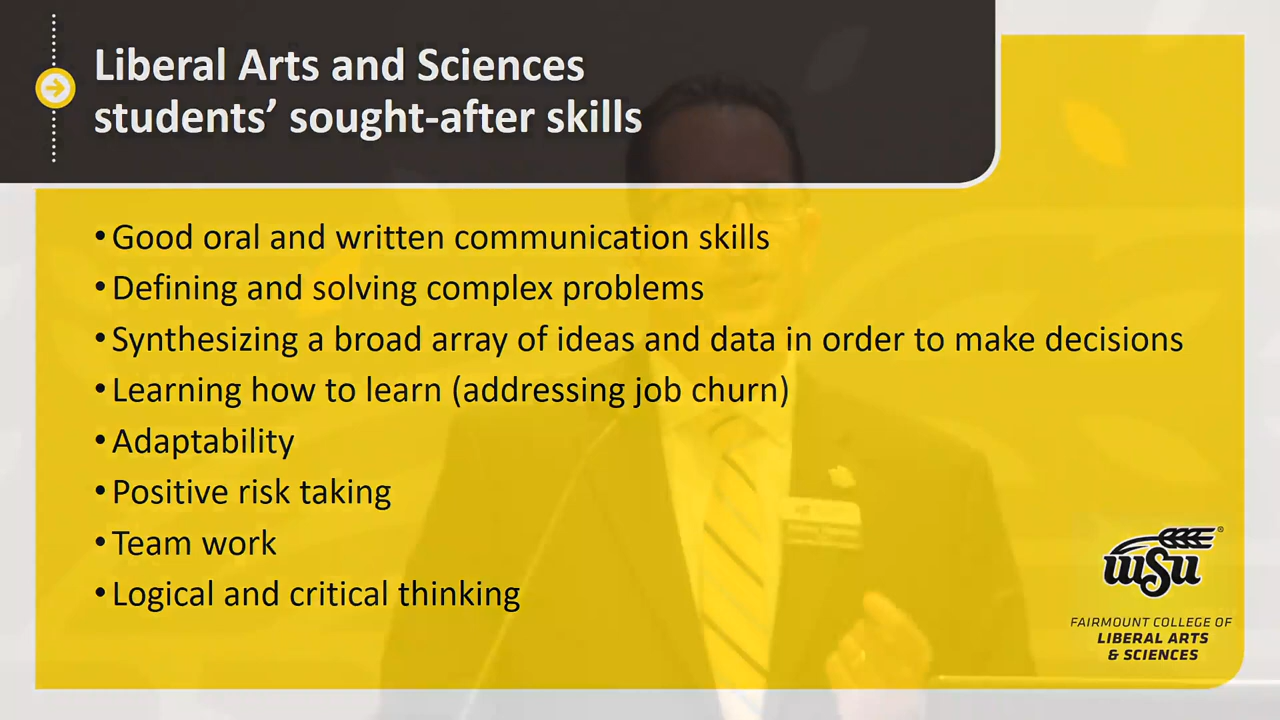 Liberal Arts and Sciences
students’ sought-after skills
• Good oral and written communication skills
• Defining and solving complex problems
• Synthesizing a broad array of ideas and data in order to make decisions
• Learning how to learn (addressing job churn)
• Adaptability
• Positive risk taking
• Team work
• Logical and critical thinking
wsu®
FAIRMOUNT COLLEGE OF
LIBERAL ARTS
& SCIENCES